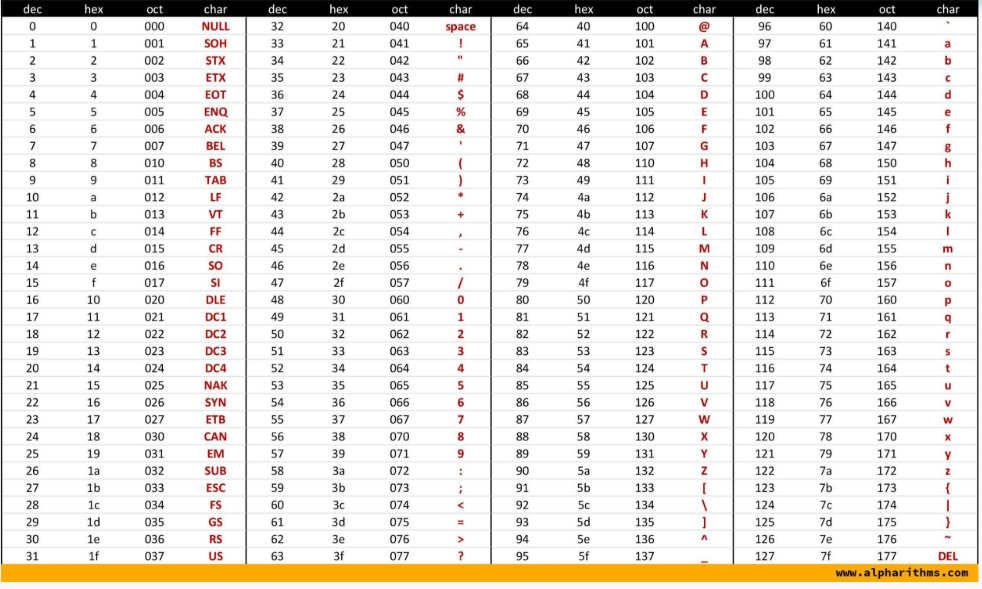 dec hex oct char dec hex oct char dec hex oct char dec hex oct char
0 0 000 NULL 32 20 040 space 64 40 100 @ 96 60 140 `
1 1 001 SOH 33 21 041 ! 65 41 101 A 97 61 141 a
2 2 002 STX 34 22 042 " 66 42 102 B 98 62 142 b
3 3 003 ETX 35 23 043 # 67 43 103 C 99 63 143 c
4 4 004 EOT 36 24 044 $ 68 44 104 D 100 64 144 d
5 5 005 ENQ 37 25 045 % 69 45 105 E 101 65 145 e
6 6 006 ACK 38 26 046 & 70 46 106 F 102 66 146 f
7 7 007 BEL 39 27 047 ' 71 47 107 G 103 67 147 g
8 8 010 BS 40 28 050 ( 72 48 110 H 104 68 150 h
9 9 011 TAB 41 29 051 ) 73 49 111 I 105 69 151 i
10 a 012 LF 42 2a 052 * 74 4a 112 J 106 6a 152 j
11 b 013 VT 43 2b 053 + 75 4b 113 K 107 6b 153 k
12 c 014 FF 44 2c 054 , 76 4c 114 L 108 6c 154 l
13 d 015 CR 45 2d 055 - 77 4d 115 M 109 6d 155 m
14 e 016 SO 46 2e 056 . 78 4e 116 N 110 6e 156 n
15 f 017 SI 47 2f 057 / 79 4f 117 O 111 6f 157 o
16 10 020 DLE 48 30 060 0 80 50 120 P 112 70 160 p
17 11 021 DC1 49 31 061 1 81 51 121 Q 113 71 161 q
18 12 022 DC2 50 32 062 2 82 52 122 R 114 72 162 r
19 13 023 DC3 51 33 063 3 83 53 123 S 115 73 163 s
20 14 024 DC4 52 34 064 4 84 54 124 T 116 74 164 t
21 15 025 NAK 53 35 065 5 85 55 125 U 117 75 165 u
22 16 026 SYN 54 36 066 6 86 56 126 V 118 76 166 v
23 17 027 ETB 55 37 067 7 87 57 127 W 119 77 167 w
24 18 030 CAN 56 38 070 8 88 58 130 X 120 78 170 x
25 19 031 EM 57 39 071 9 89 59 131 Y 121 79 171 y
26 1a 032 SUB 58 3a 072 : 90 5a 132 Z 122 7a 172 z
27 1b 033 ESC 59 3b 073 ; 91 5b 133 [ 123 7b 173 {
28 1c 034 FS 60 3c 074 < 92 5c 134 \ 124 7c 174 |
29 1d 035 GS 61 3d 075 = 93 5d 135 ] 125 7d 175 }
30 1e 036 RS 62 3e 076 > 94 5e 136 ^ 126 7e 176 ~
31 1f 037 US 63 3f 077 ? 95 5f 137 _ 127 7f 177 DEL
www.alpharithms.com